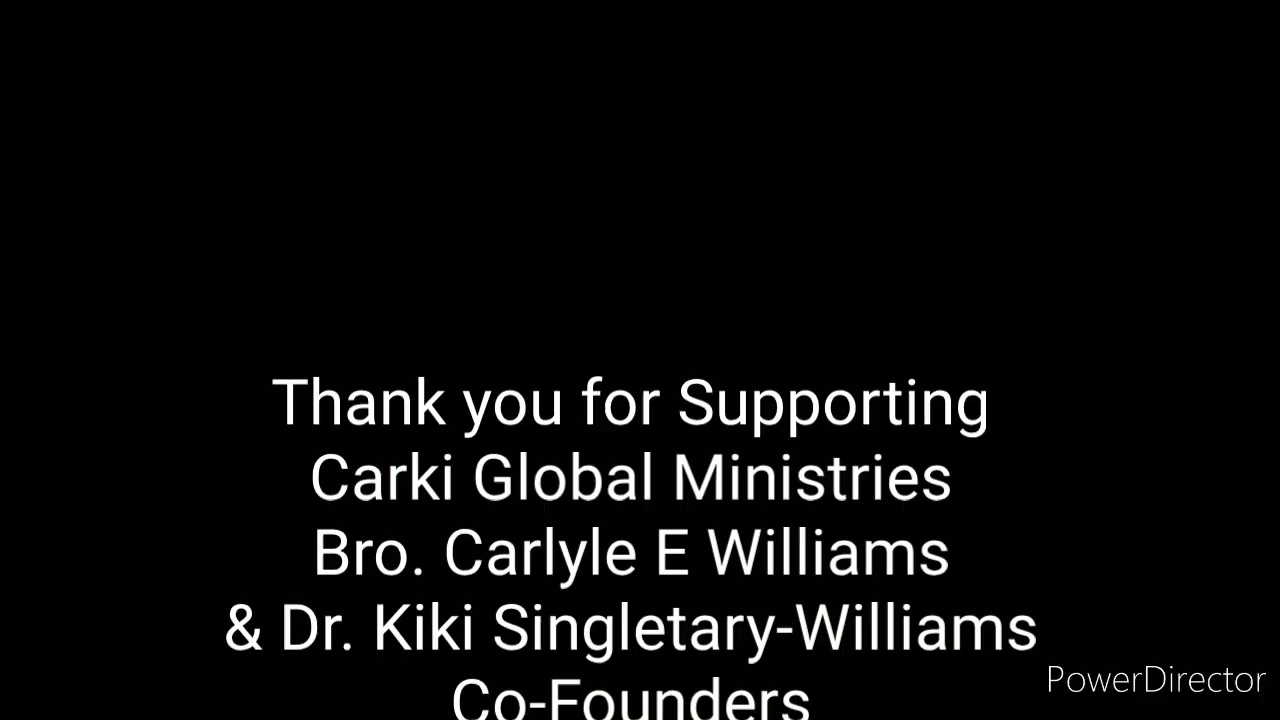 Thank you for Supporting
Carki Global Ministries
Bro. Carlyle E Williams
& Dr. Kiki Singletary-Williams
Co-Founders
PowerDirector